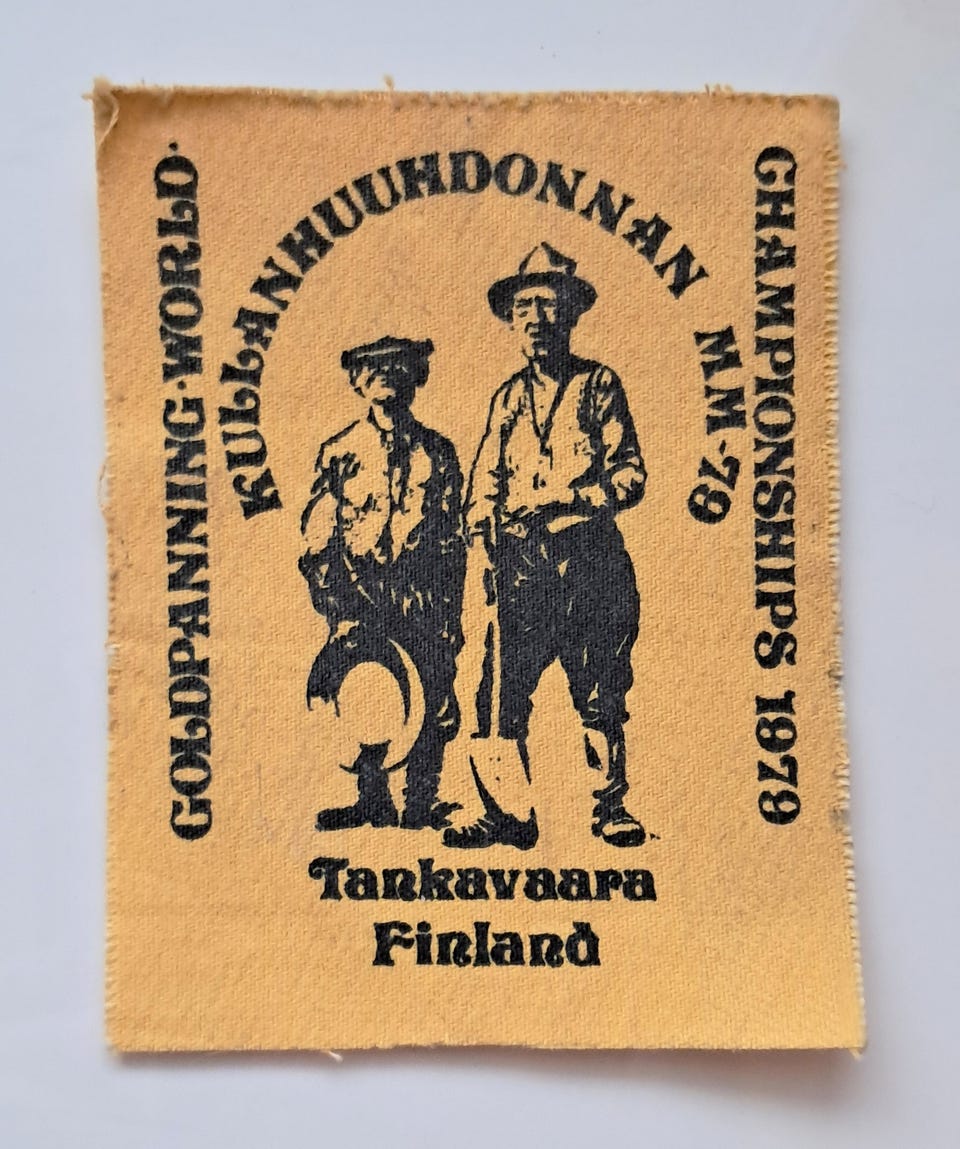 GOLDPANNING·WORLD·
CHAMPIONSHIPS 1979
KULLANHUUHDONNAN MM-79
Tankavaara
Finland